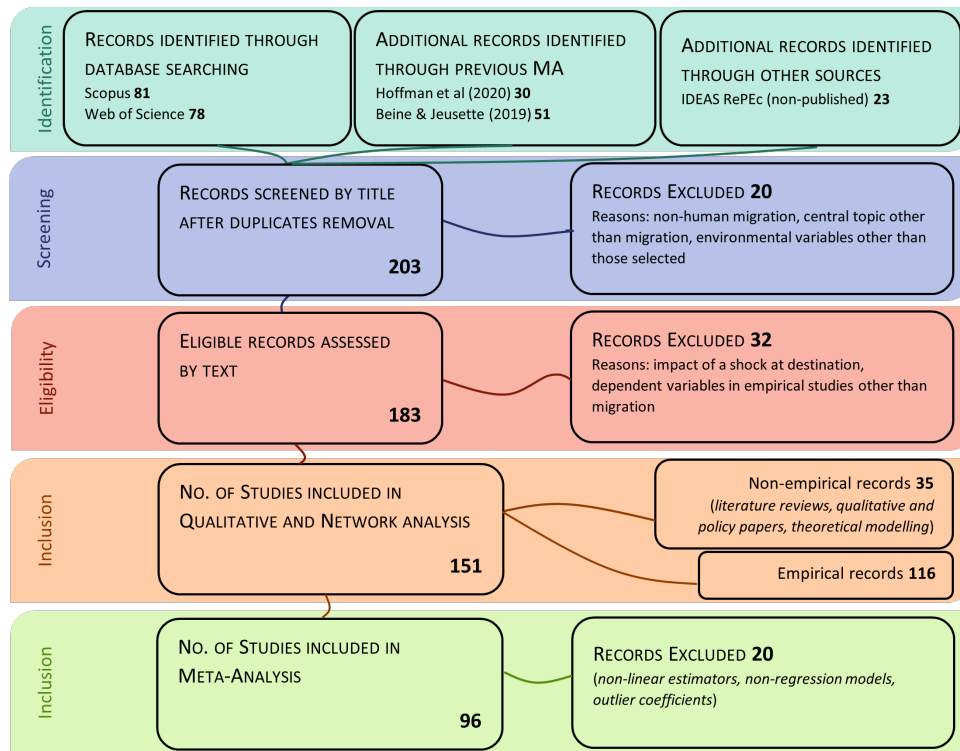 Identification
RECORDS IDENTIFIED THROUGH
DATABASE SEARCHING
Scopus 81
Web of Science 78
ADDITIONAL RECORDS IDENTIFIED
THROUGH PREVIOUS MA
Hoffman et al (2020) 30
Beine & Jeusette (2019) 51
ADDITIONAL RECORDS IDENTIFIED
THROUGH OTHER SOURCES
IDEAS RePEc (non-published) 23
Screening
RECORDS SCREENED BY TITLE
AFTER DUPLICATES REMOVAL
203
RECORDS EXCLUDED 20
Reasons: non-human migration, central topic other
than migration, environmental variables other than
those selected
Eligibility
ELIGIBLE RECORDS ASSESSED
BY TEXT
183
RECORDS EXCLUDED 32
Reasons: impact of a shock at destination,
dependent variables in empirical studies other than
migration
Inclusion
NO. OF STUDIES INCLUDED IN
QUALITATIVE AND NETWORK ANALYSIS
151
Non-empirical records 35
(literature reviews, qualitative and
policy papers, theoretical modelling)
Empirical records 116
Inclusion
NO. OF STUDIES INCLUDED IN
META-ANALYSIS
96
RECORDS EXCLUDED 20
(non-linear estimators, non-regression models,
outlier coefficients)